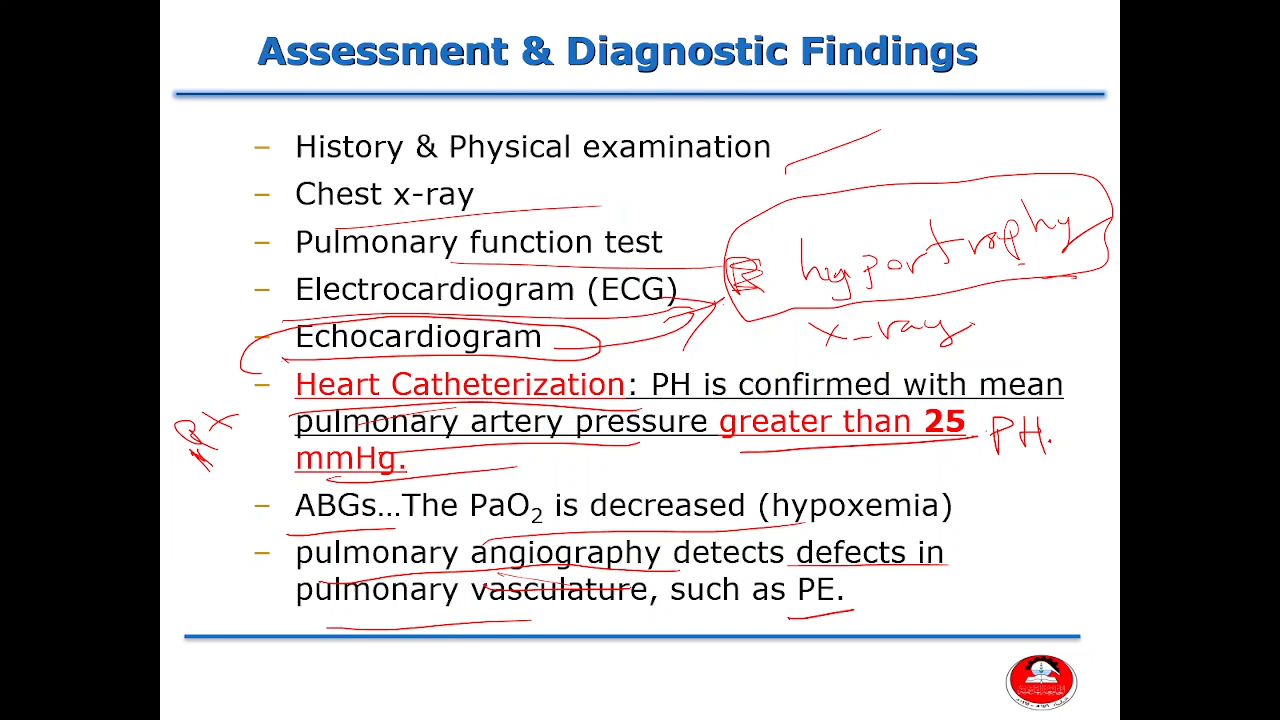 Assessment & Diagnostic Findings
– History & Physical examination
– Chest x-ray
– Pulmonary function test
– Electrocardiogram (ECG)
– Echocardiogram
hyportrophy
x-ray
– Heart Catheterization: PH is confirmed with mean
pulmonary artery pressure greater than 25
mmHg.
PH.
– ABGs…The PaO₂ is decreased (hypoxemia)
– pulmonary angiography detects defects in
pulmonary vasculature, such as PE.